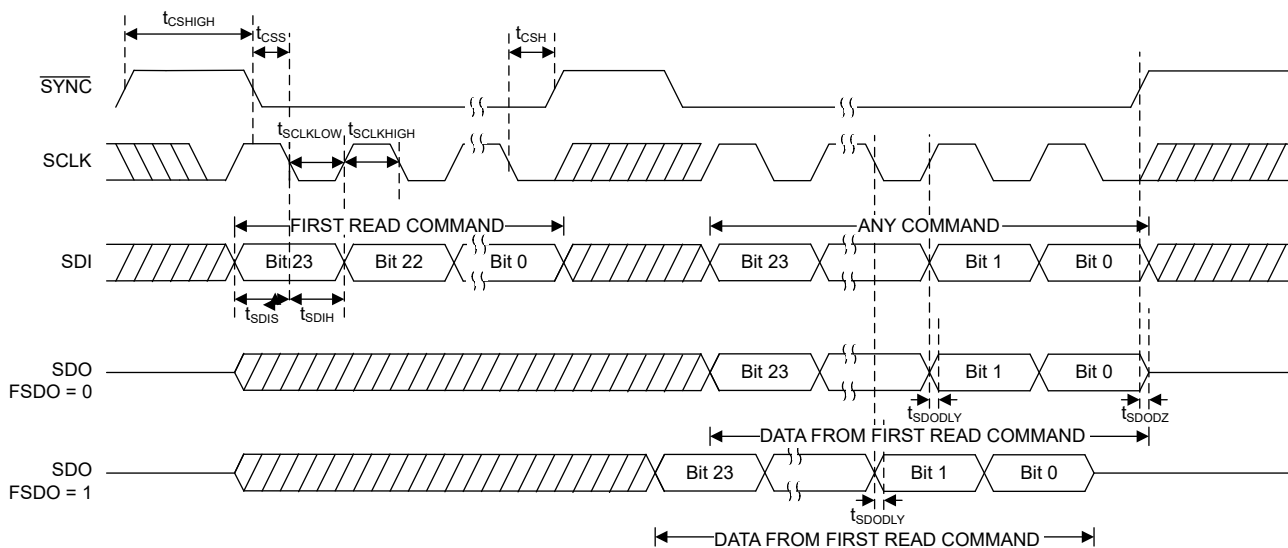 tCSHIGH
tCSS
tCSH
SYNC
tSCLKLOW
tSCLKHIGH
SCLK
FIRST READ COMMAND
ANY COMMAND
SDI
Bit 23
Bit 22
Bit 0
Bit 23
Bit 1
Bit 0
tSDIS
tSDIH
SDO
FSDO = 0
Bit 23
Bit 1
Bit 0
tSDODLY
tSDODZ
DATA FROM FIRST READ COMMAND
SDO
FSDO = 1
Bit 23
Bit 1
Bit 0
tSDODLY
DATA FROM FIRST READ COMMAND